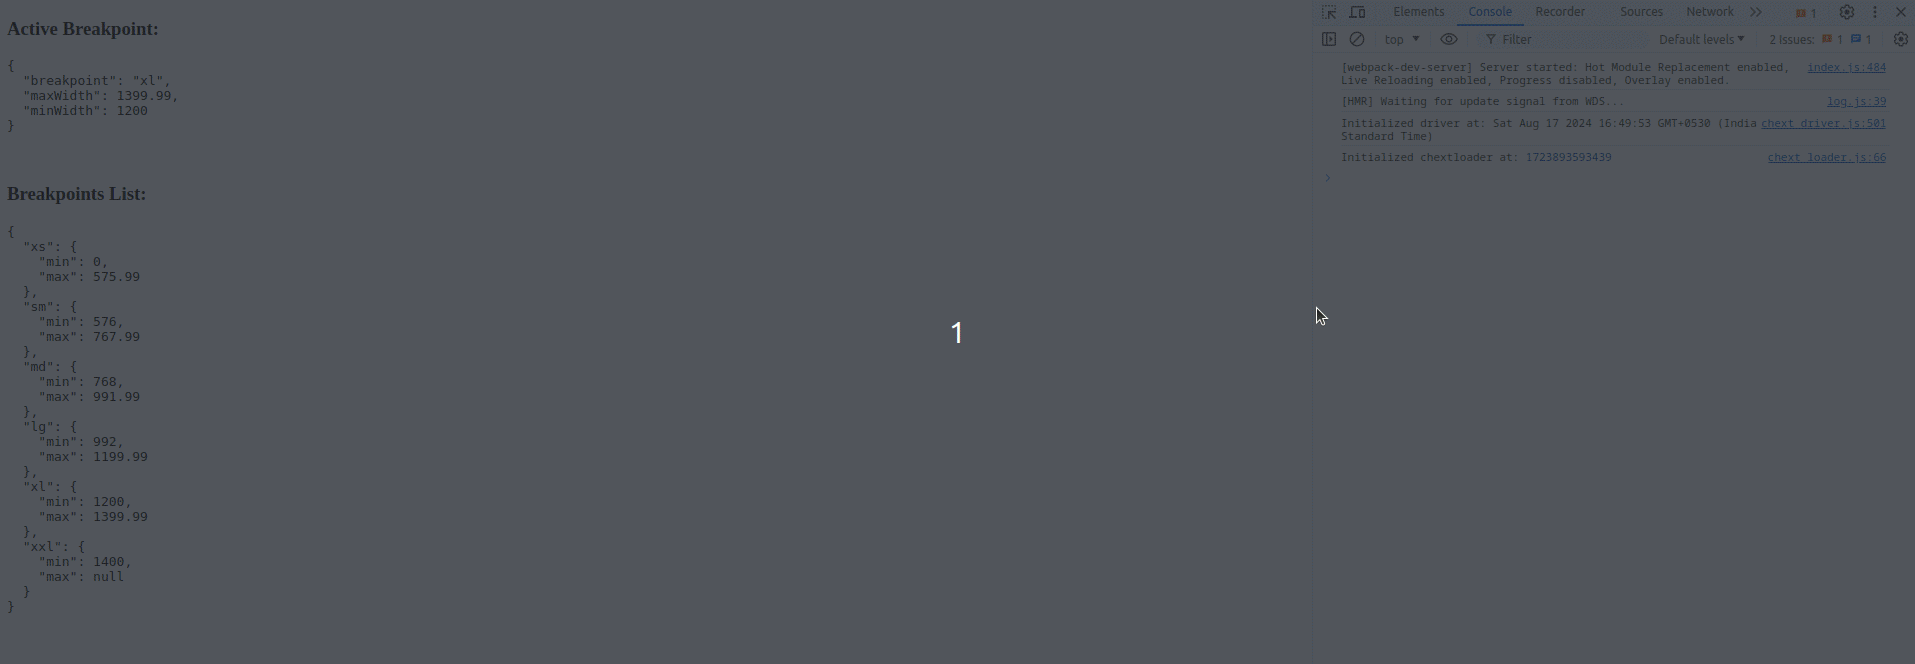 Active Breakpoint:
{
  "breakpoint": "xl",
  "maxWidth": 1399.99,
  "minWidth": 1200
}
Breakpoints List:
{
  "xs": {
    "min": 0,
    "max": 575.99
  },
  "sm": {
    "min": 576,
    "max": 767.99
  },
  "md": {
    "min": 768,
    "max": 991.99
  },
  "lg": {
    "min": 992,
    "max": 1199.99
  },
  "xl": {
    "min": 1200,
    "max": 1399.99
  },
  "xxl": {
    "min": 1400,
    "max": null
  }
}
1
Elements Console Recorder Sources Network 1
top Filter Default levels 2 Issues: 1 1
[webpack-dev-server] Server started: Hot Module Replacement enabled, index.js:484
Live Reloading enabled, Progress disabled, Overlay enabled.
[HMR] Waiting for update signal from WDS... log.js:39
Initialized driver at: Sat Aug 17 2024 16:49:53 GMT+0530 (India chext_driver.js:501
Standard Time)
Initialized chextloader at: 1723893593439 chext_loader.js:66